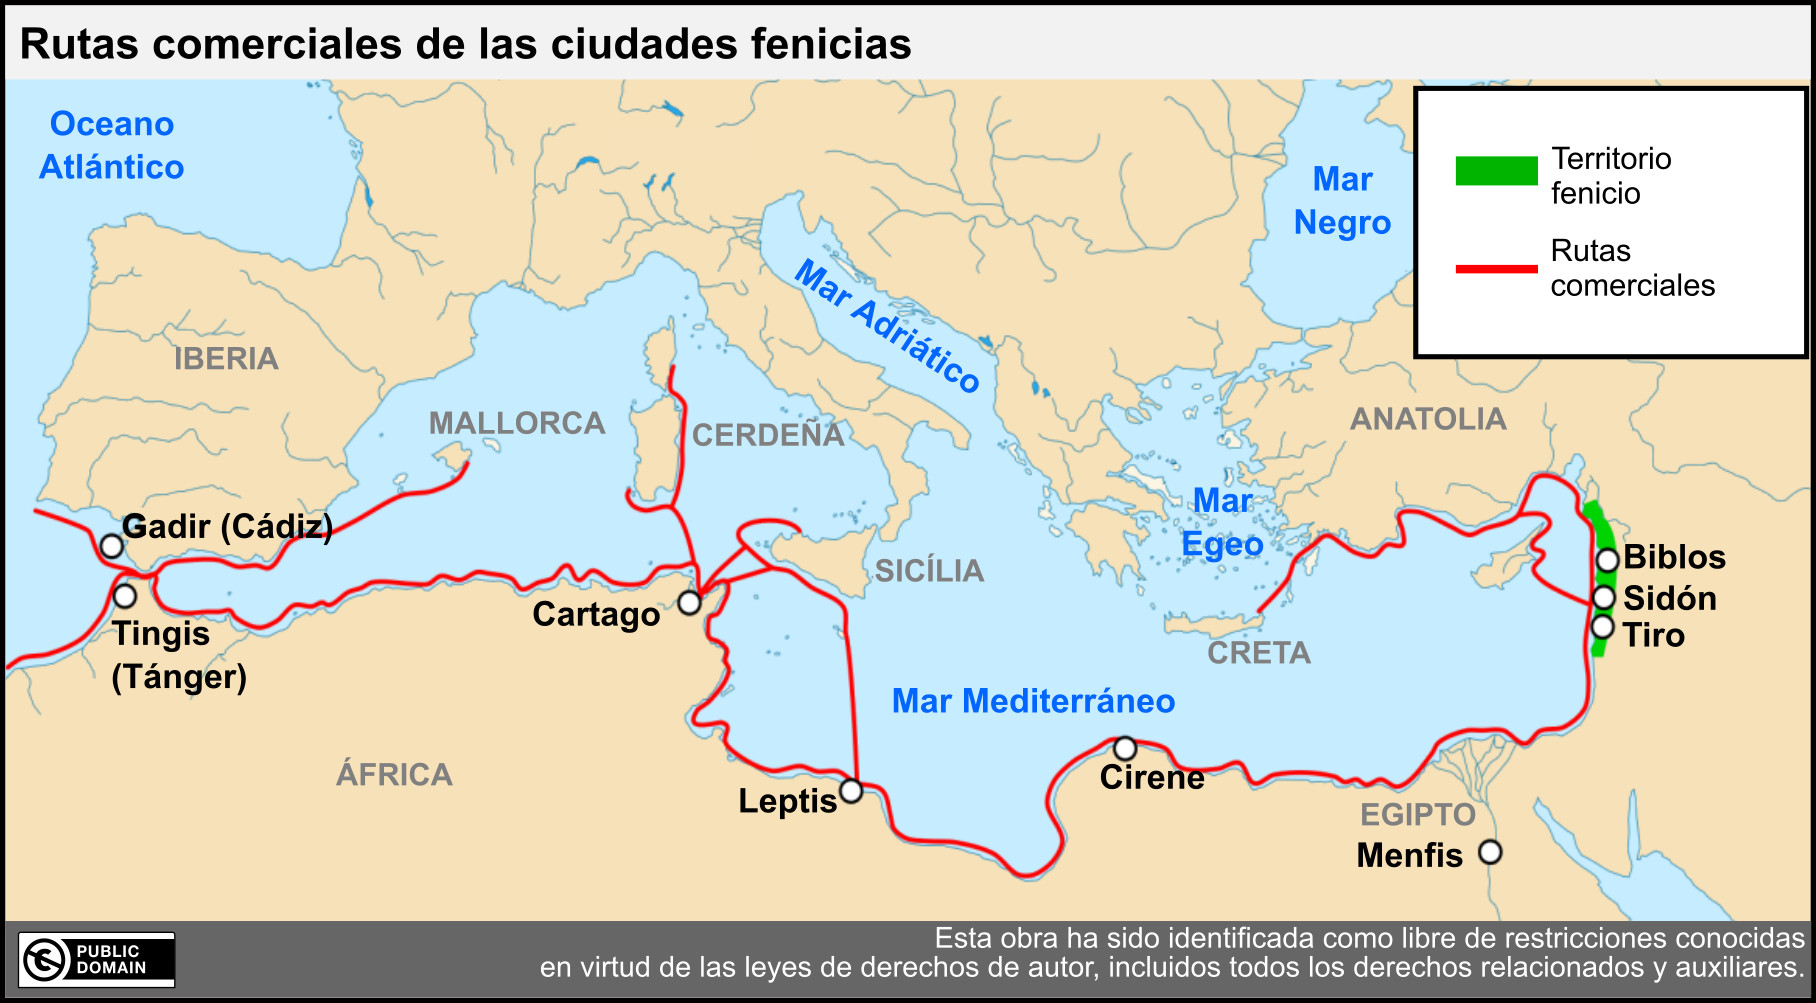 Rutas comerciales de las ciudades fenicias
Oceano
Atlántico
Mar
Negro
Territorio
fenicio
Rutas
comerciales
Mar Adriático
IBERIA
MALLORCA
CERDEÑA
ANATOLIA
Mar
Egeo
Gadir (Cádiz)
SICÍLIA
Biblos
Sidón
Tiro
Cartago
Tingis
(Tánger)
CRETA
Mar Mediterráneo
ÁFRICA
Leptis
Cirene
EGIPTO
Menfis
PUBLIC
DOMAIN
Esta obra ha sido identificada como libre de restricciones conocidas
en virtud de las leyes de derechos de autor, incluidos todos los derechos relacionados y auxiliares.